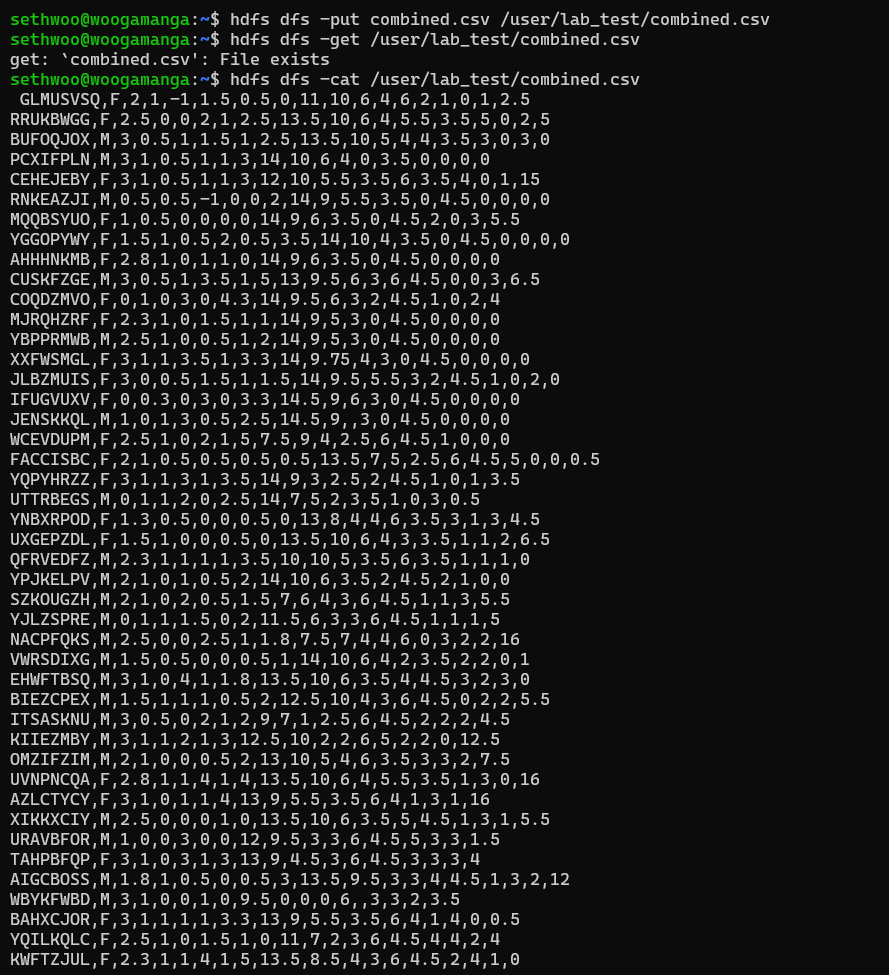 sethwoo@woogamanga:~$ hdfs dfs -put combined.csv /user/lab_test/combined.csv
sethwoo@woogamanga:~$ hdfs dfs -get /user/lab_test/combined.csv
get: `combined.csv': File exists
sethwoo@woogamanga:~$ hdfs dfs -cat /user/lab_test/combined.csv
 GLMUSVSQ,F,2,1,-1,1.5,0.5,0,11,10,6,4,6,2,1,0,1,2.5
RRUKBWGG,F,2.5,0,0,2,1,2.5,13.5,10,6,4,5.5,3.5,5,0,2,5
BUFOQJOX,M,3,0.5,1,1.5,1,2.5,13.5,10,5,4,4,3.5,3,0,3,0
PCXIFPLN,M,3,1,0.5,1,1,3,14,10,6,4,0,3.5,0,0,0,0
CEHEJEBY,F,3,1,0.5,1,1,3,12,10,5.5,3.5,6,3.5,4,0,1,15
RNKEAZJI,M,0.5,0.5,-1,0,0,2,14,9,5.5,3.5,0,4.5,0,0,0,0
MQQBSYUO,F,1,0.5,0,0,0,0,14,9,6,3.5,0,4.5,2,0,3,5.5
YGGOPYWY,F,1.5,1,0.5,2,0.5,3.5,14,10,4,3.5,0,4.5,0,0,0,0
AHHHNKMB,F,2.8,1,0,1,1,0,14,9,6,3.5,0,4.5,0,0,0,0
CUSKFZGE,M,3,0.5,1,3.5,1,5,13,9.5,6,3,6,4.5,0,0,3,6.5
COQDZMVO,F,0,1,0,3,0,4.3,14,9.5,6,3,2,4.5,1,0,2,4
MJRQHZRF,F,2.3,1,0,1.5,1,1,14,9,5,3,0,4.5,0,0,0,0
YBPPRMWB,M,2.5,1,0,0.5,1,2,14,9,5,3,0,4.5,0,0,0,0
XXFWSMGL,F,3,1,1,3.5,1,3.3,14,9.75,4,3,0,4.5,0,0,0,0
JLBZMUIS,F,3,0,0.5,1.5,1,1.5,14,9.5,5.5,3,2,4.5,1,0,2,0
IFUGVUXV,F,0,0.3,0,3,0,3.3,14.5,9,6,3,0,4.5,0,0,0,0
JENSKKQL,M,1,0,1,3,0.5,2.5,14.5,9,,3,0,4.5,0,0,0,0
WCEVDUPM,F,2.5,1,0,2,1,5,7.5,9,4,2.5,6,4.5,1,0,0,0
FACCISBC,F,2,1,0.5,0.5,0.5,0.5,13.5,7,5,2.5,6,4.5,5,0,0,0.5
YQPYHRZZ,F,3,1,1,3,1,3.5,14,9,3,2.5,2,4.5,1,0,1,3.5
UTTRBEGS,M,0,1,1,2,0,2.5,14,7,5,2,3,5,1,0,3,0.5
YNBXRPOD,F,1.3,0.5,0,0,0.5,0,13,8,4,4,6,3.5,3,1,3,4.5
UXGEPZDL,F,1.5,1,0,0,0.5,0,13.5,10,6,4,3,3.5,1,1,2,6.5
QFRVEDFZ,M,2.3,1,1,1,1,3.5,10,10,5,3.5,6,3.5,1,1,1,0
YPJKELPV,M,2,1,0,1,0.5,2,14,10,6,3.5,2,4.5,2,1,0,0
SZKOUGZH,M,2,1,0,2,0.5,1.5,7,6,4,3,6,4.5,1,1,3,5.5
YJLZSPRE,M,0,1,1,1.5,0,2,11.5,6,3,3,6,4.5,1,1,1,5
NACPFQKS,M,2.5,0,0,2.5,1,1.8,7.5,7,4,4,6,0,3,2,2,16
VWRSDIXG,M,1.5,0.5,0,0,0.5,1,14,10,6,4,2,3.5,2,2,0,1
EHWFTBSQ,M,3,1,0,4,1,1.8,13.5,10,6,3.5,4,4.5,3,2,3,0
BIEZCPEX,M,1.5,1,1,1,0.5,2,12.5,10,4,3,6,4.5,0,2,2,5.5
ITSASKNU,M,3,0.5,0,2,1,2,9,7,1,2.5,6,4.5,2,2,2,4.5
KIIEZMBY,M,3,1,1,2,1,3,12.5,10,2,2,6,5,2,2,0,12.5
OMZIFZIM,M,2,1,0,0,0.5,2,13,10,5,4,6,3.5,3,3,2,7.5
UVNPNCQA,F,2.8,1,1,4,1,4,13.5,10,6,4,5.5,3.5,1,3,0,16
AZLCTYCY,F,3,1,0,1,1,4,13,9,5.5,3.5,6,4,1,3,1,16
XIKKXCIY,M,2.5,0,0,0,1,0,13.5,10,6,3.5,5,4.5,1,3,1,5.5
URAVBFOR,M,1,0,0,3,0,0,12,9.5,3,3,6,4.5,5,3,3,1.5
TAHPBFQP,F,3,1,0,3,1,3,13,9,4.5,3,6,4.5,3,3,3,4
AIGCBOSS,M,1.8,1,0.5,0,0.5,3,13.5,9.5,3,3,4,4.5,1,3,2,12
WBYKFWBD,M,3,1,0,0,1,0,9.5,0,0,0,6,,3,3,2,3.5
BAHXCJOR,F,3,1,1,1,1,3.3,13,9,5.5,3.5,6,4,1,4,0,0.5
YQILKQLC,F,2.5,1,0,1.5,1,0,11,7,2,3,6,4.5,4,4,2,4
KWFTZJUL,F,2.3,1,1,4,1,5,13.5,8.5,4,3,6,4.5,2,4,1,0